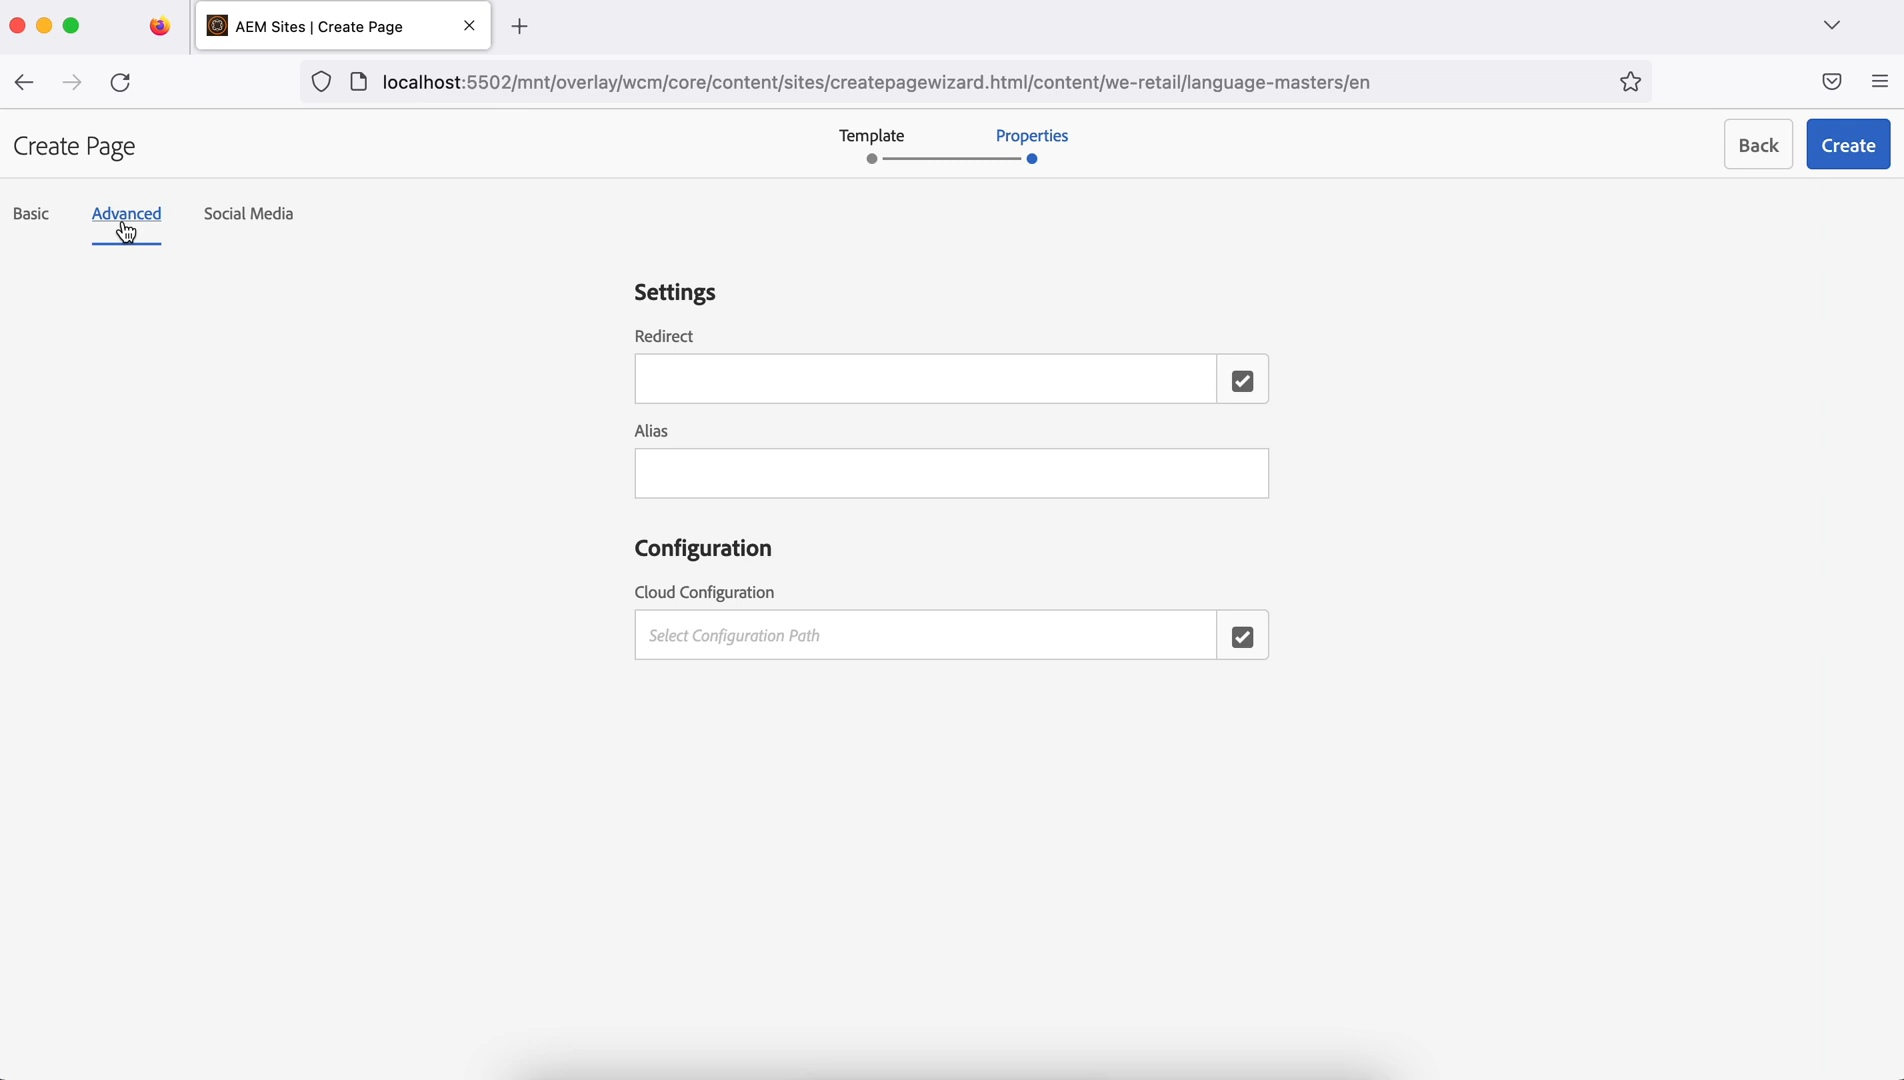 AEM Sites | Create Page
localhost:5502/mnt/overlay/wcm/core/content/sites/createpagewizard.html/content/we-retail/language-masters/en
Create Page
Template
Properties
Back
Create
Basic
Advanced
Social Media
Settings
Redirect
Alias
Configuration
Cloud Configuration
Select Configuration Path